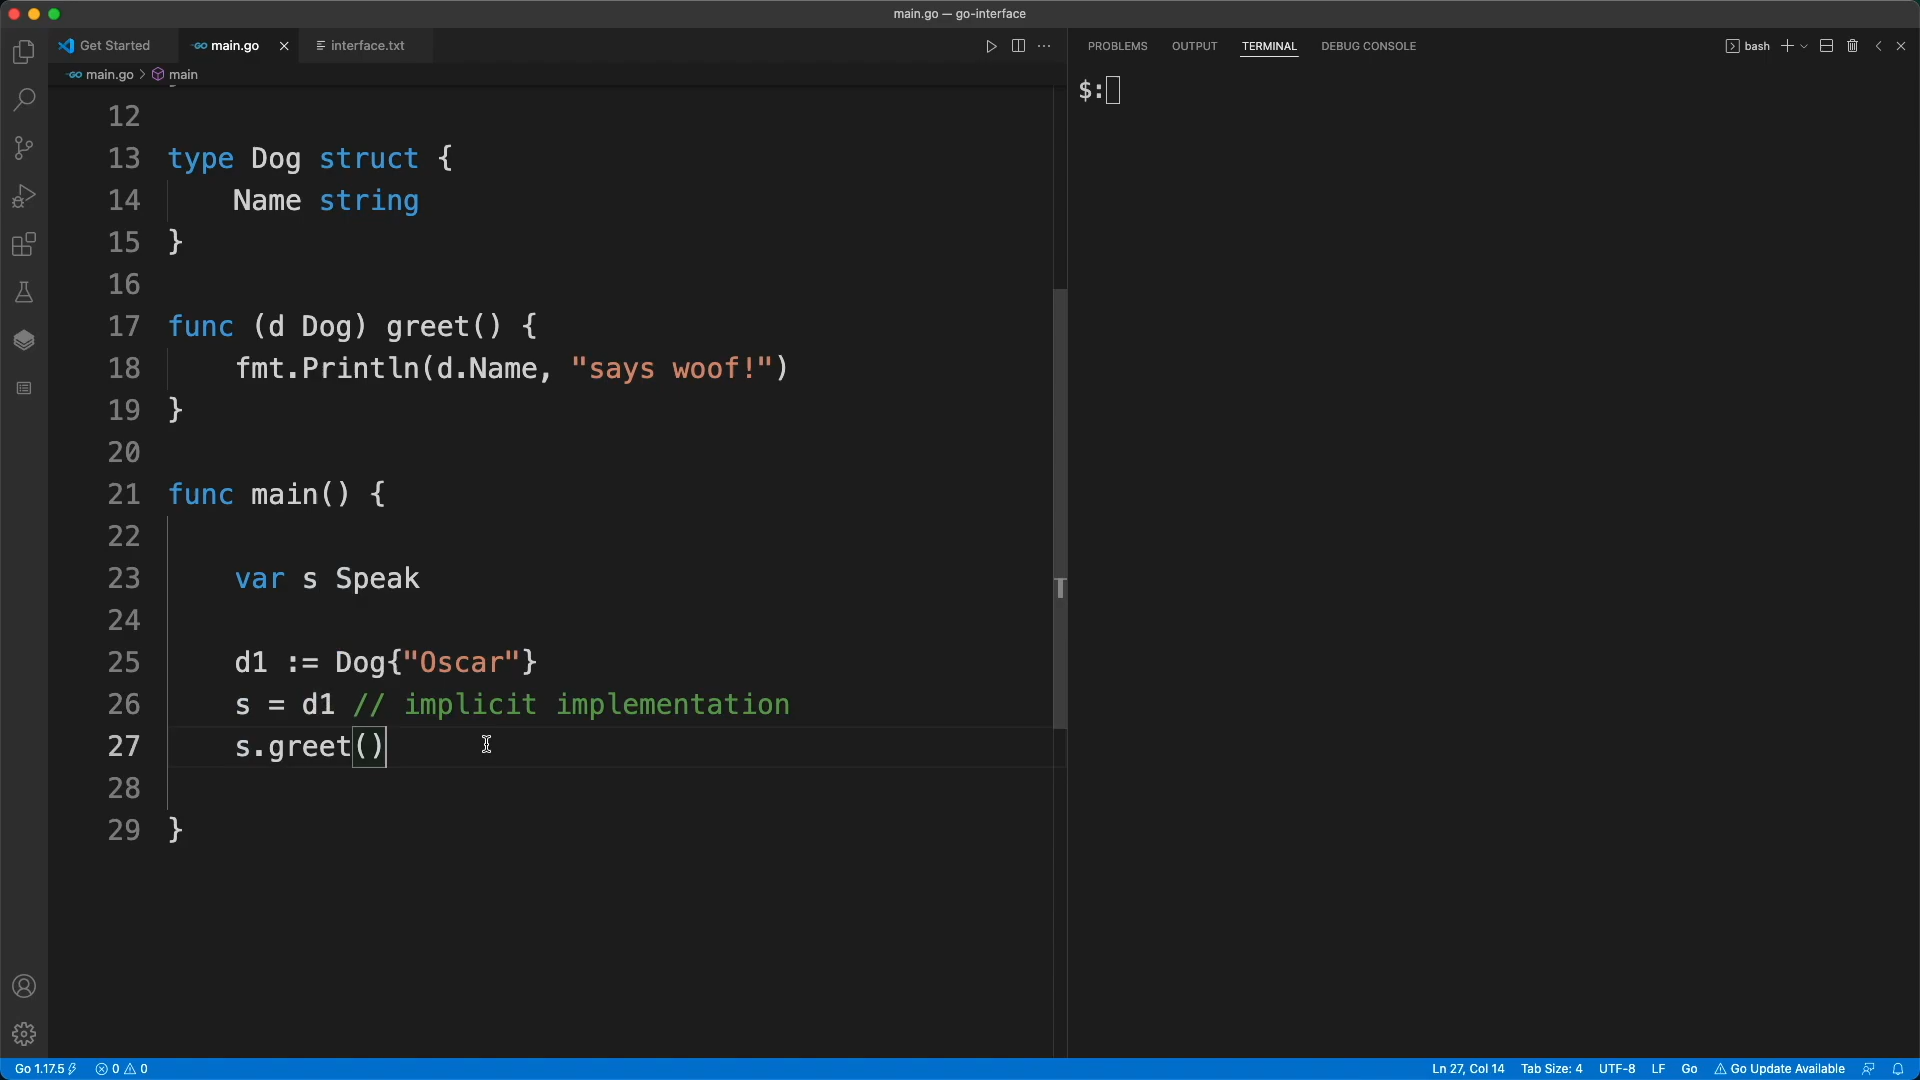 main.go — go-interface
Get Started
main.go
interface.txt
PROBLEMS
OUTPUT
TERMINAL
DEBUG CONSOLE
bash
main.go > main
$:
12
13 type Dog struct {
14 Name string
15 }
16
17 func (d Dog) greet() {
18 fmt.Println(d.Name, "says woof!")
19 }
20
21 func main() {
22
23 var s Speak
24
25 d1 := Dog{"Oscar"}
26 s = d1 // implicit implementation
27 s.greet()
28
29 }
Go 1.17.5
0
0
Ln 27, Col 14
Tab Size: 4
UTF-8
LF
Go
Go Update Available